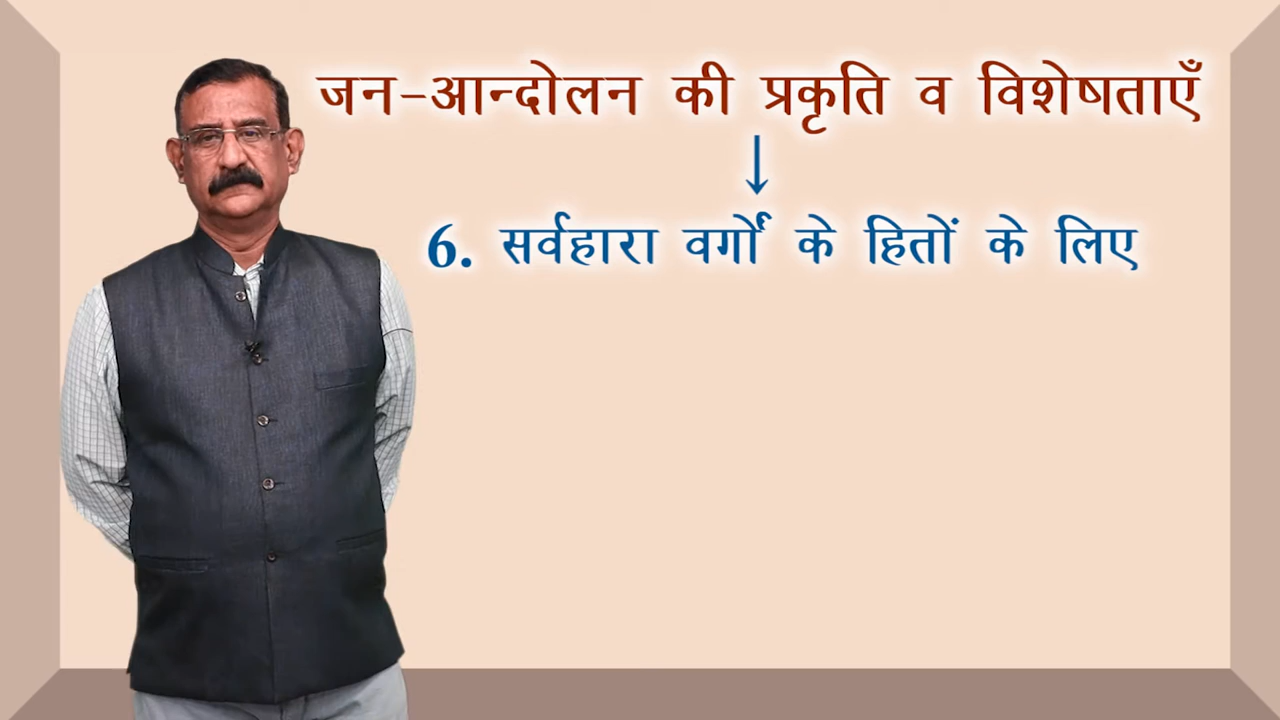 जन-आन्दोलन की प्रकृति व विशेषताएँ
↓
6. सर्वहारा वर्गों के हितों के लिए